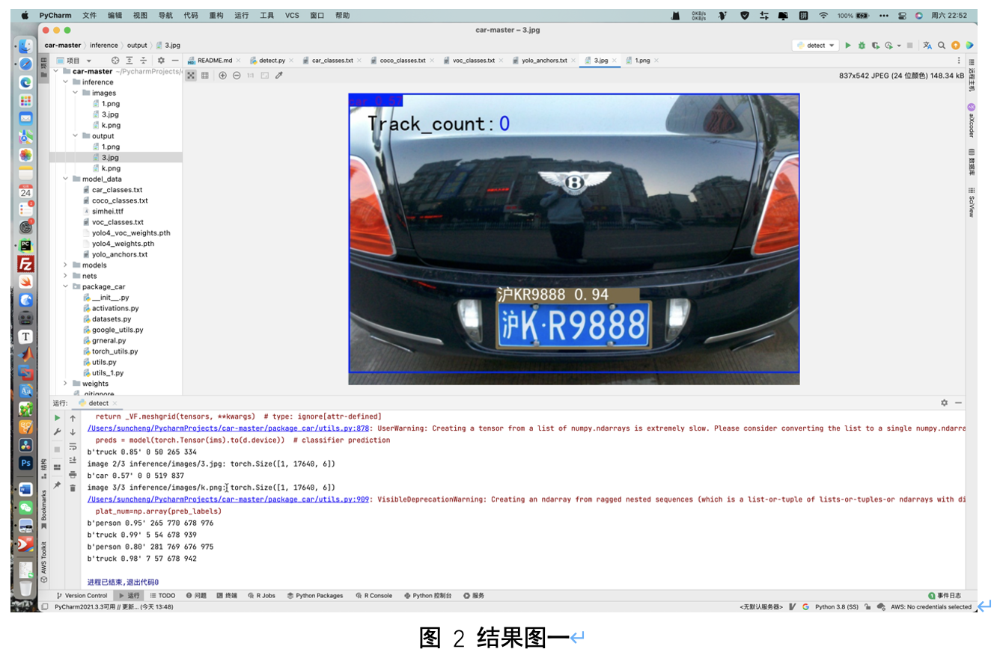 PyCharm 文件 编辑 视图 导航 代码 重构 运行 工具 VCS 窗口 帮助 0KB/s 0KB/s 拼 100% 周六 22:52
car-master – 3.jpg
car-master 〉 inference 〉 output 〉 3.jpg detect
项目 README.md detect.py car_classes.txt coco_classes.txt voc_classes.txt yolo_anchors.txt 3.jpg 1.png
837x542 JPEG (24 位颜色) 148.34 kB
项目
car-master ~/PycharmProjects/
inference
images
1.png
3.jpg
k.png
output
1.png
3.jpg
k.png
model_data
car_classes.txt
coco_classes.txt
simhei.ttf
voc_classes.txt
yolo4_voc_weights.pth
yolo4_weights.pth
yolo_anchors.txt
models
nets
package_car
__init__.py
activations.py
datasets.py
google_utils.py
grneral.py
torch_utils.py
utils.py
utils_1.py
weights
.gitignore
24
PC
FZ
T
Aa
Ps
car 0.57
Track_count:0
B
沪KR9888 0.94
沪K·R9888
远程主机
aiXcoder
数据库
SciView
运行: detect
return _VF.meshgrid(tensors, **kwargs)  # type: ignore[attr-defined]
/Users/suncheng/PycharmProjects/car-master/package_car/utils.py:878: UserWarning: Creating a tensor from a list of numpy.ndarrays is extremely slow. Please consider converting the list to a single numpy.ndarra
preds = model(torch.Tensor(ims).to(d.device))  # classifier prediction
b'truck 0.85' 0 50 265 334
image 2/3 inference/images/3.jpg: torch.Size([1, 17640, 6])
b'car 0.57' 0 0 519 837
image 3/3 inference/images/k.png: torch.Size([1, 17640, 6])
/Users/suncheng/PycharmProjects/car-master/package_car/utils.py:909: VisibleDeprecationWarning: Creating an ndarray from ragged nested sequences (which is a list-or-tuple of lists-or-tuples-or ndarrays with di
plat_num=np.array(preb_labels)
b'person 0.95' 265 770 678 976
b'truck 0.99' 5 54 678 939
b'person 0.80' 281 769 676 975
b'truck 0.98' 7 57 678 942
进程已结束,退出代码0
结构
Bookmarks
AWS Toolkit
Version Control 运行 TODO 问题 终端 R Jobs Python Packages R Console Python 控制台 服务 1 事件日志
PyCharm2021.3.3可用 // 更新... (今天 13:48) <无默认服务器> Python 3.8 (SS) AWS: No credentials selected
图 2 结果图一